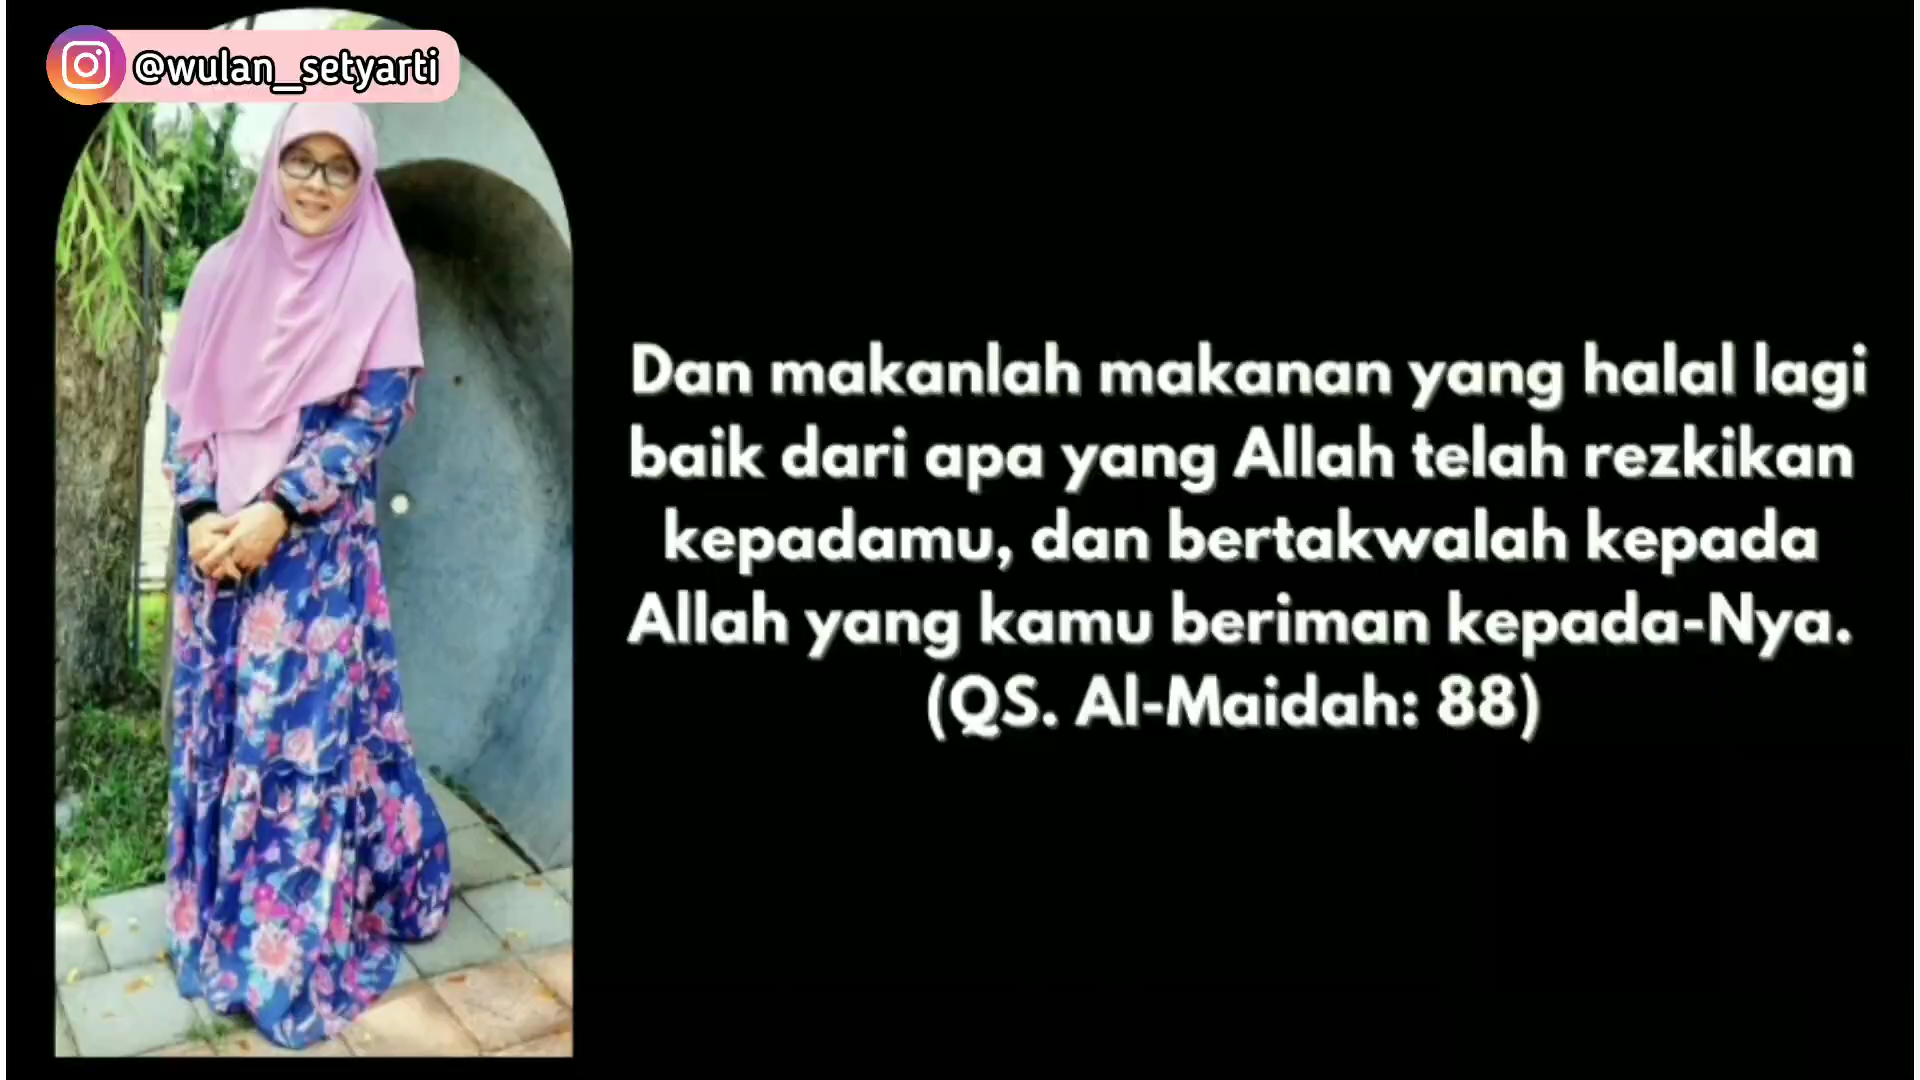 @wulan_setyarti
Dan makanlah makanan yang halal lagi
baik dari apa yang Allah telah rezkikan
kepadamu, dan bertakwalah kepada
Allah yang kamu beriman kepada-Nya.
(QS. Al-Maidah: 88)